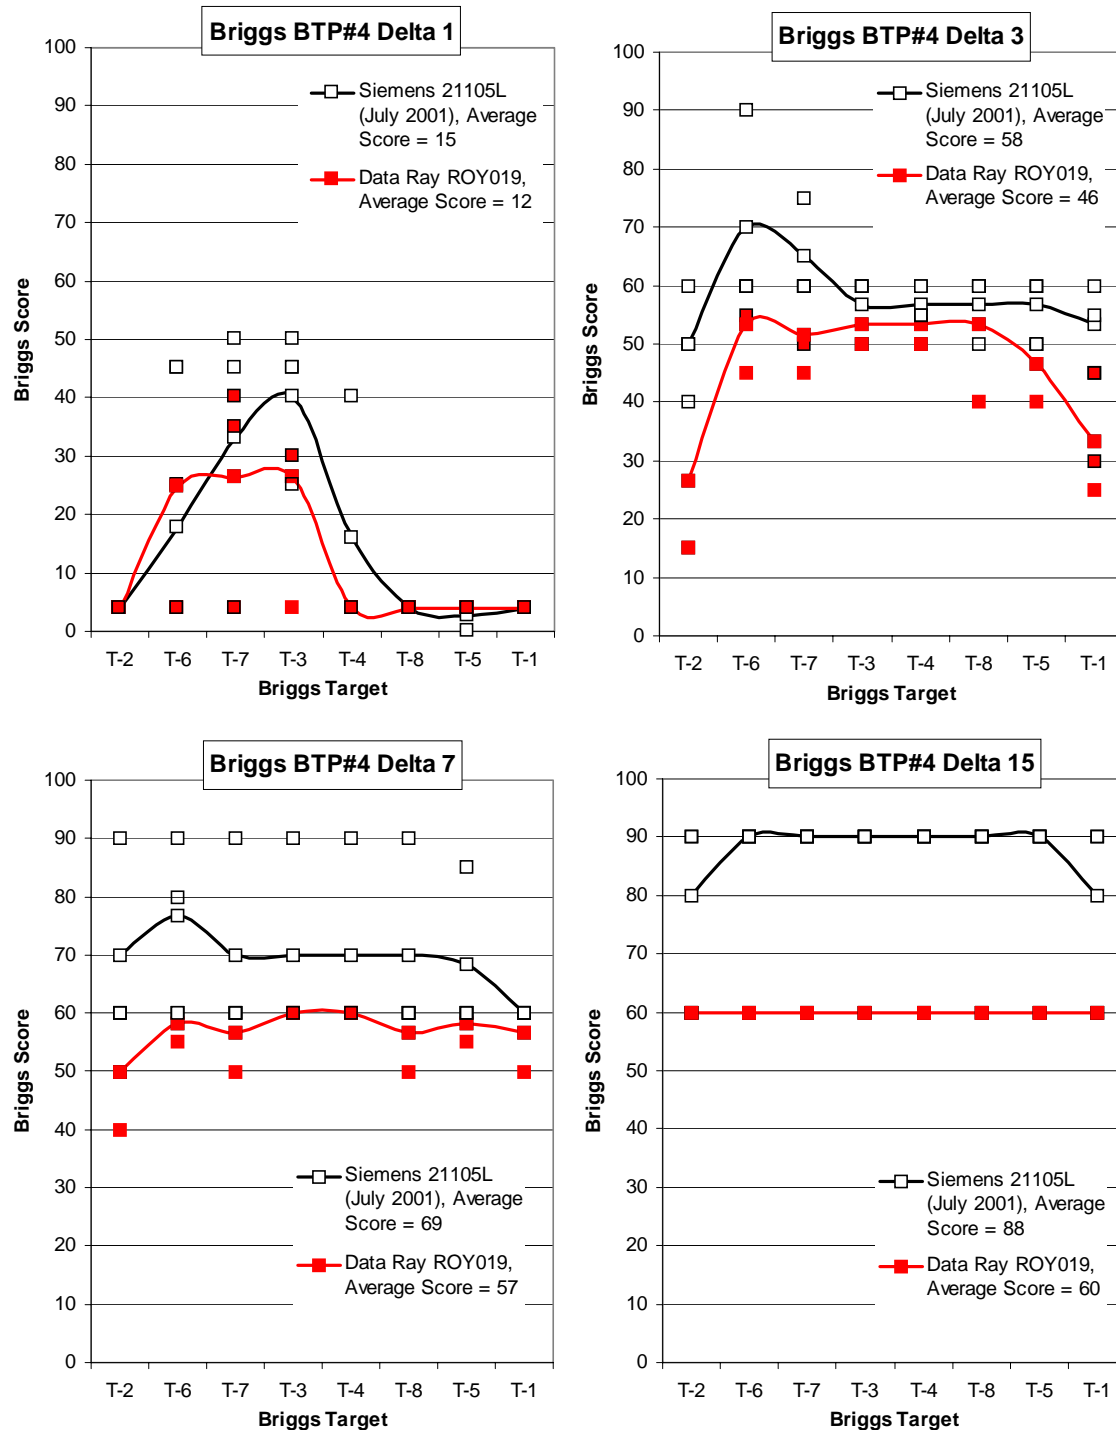 Briggs BTP#4 Delta 1
Siemens 21105L
(July 2001), Average
Score = 15
Data Ray ROY019,
Average Score = 12
100
90
80
70
60
50
40
30
20
10
0
Briggs Score
T-2 T-6 T-7 T-3 T-4 T-8 T-5 T-1
Briggs Target
Briggs BTP#4 Delta 3
Siemens 21105L
(July 2001), Average
Score = 58
Data Ray ROY019,
Average Score = 46
100
90
80
70
60
50
40
30
20
10
0
Briggs Score
T-2 T-6 T-7 T-3 T-4 T-8 T-5 T-1
Briggs Target
Briggs BTP#4 Delta 7
100
90
80
70
60
50
40
30
20
10
0
Briggs Score
Siemens 21105L
(July 2001), Average
Score = 69
Data Ray ROY019,
Average Score = 57
T-2 T-6 T-7 T-3 T-4 T-8 T-5 T-1
Briggs Target
Briggs BTP#4 Delta 15
100
90
80
70
60
50
40
30
20
10
0
Briggs Score
Siemens 21105L
(July 2001), Average
Score = 88
Data Ray ROY019,
Average Score = 60
T-2 T-6 T-7 T-3 T-4 T-8 T-5 T-1
Briggs Target